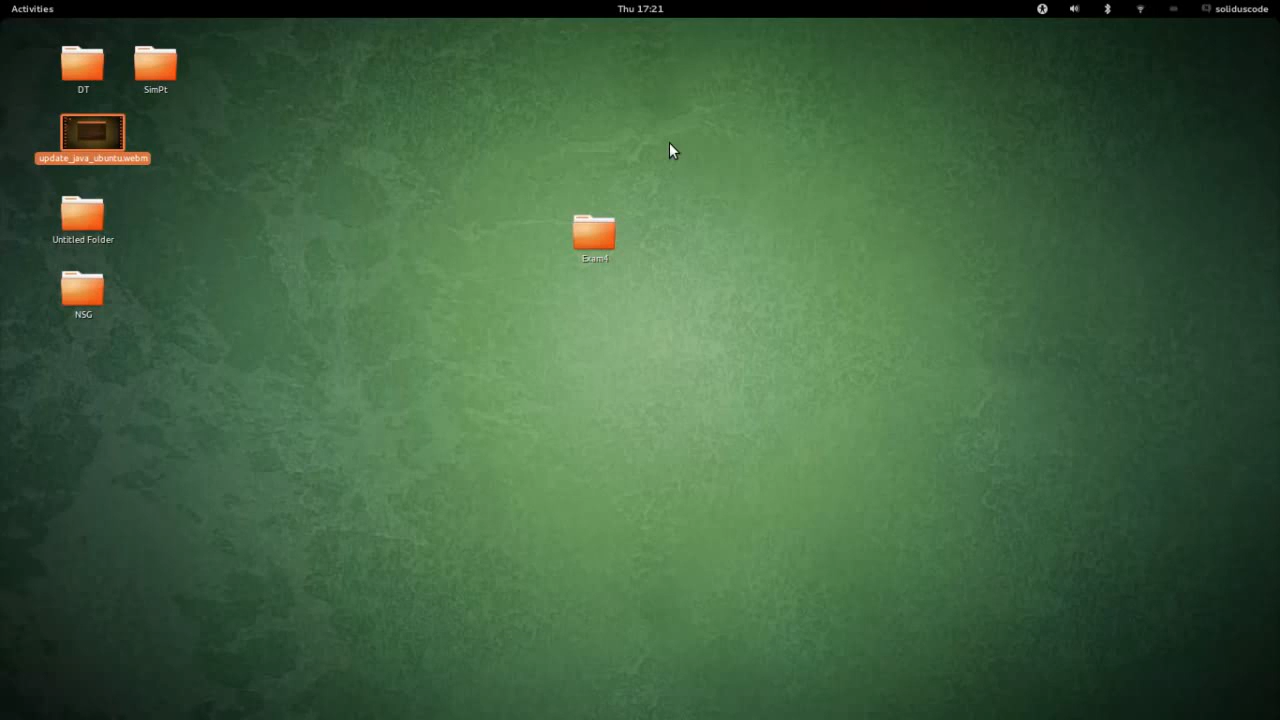 Activities
Thu 17:21
soliduscode
DT
SimPt
update_java_ubuntu.webm
Untitled Folder
Exam4
NSG